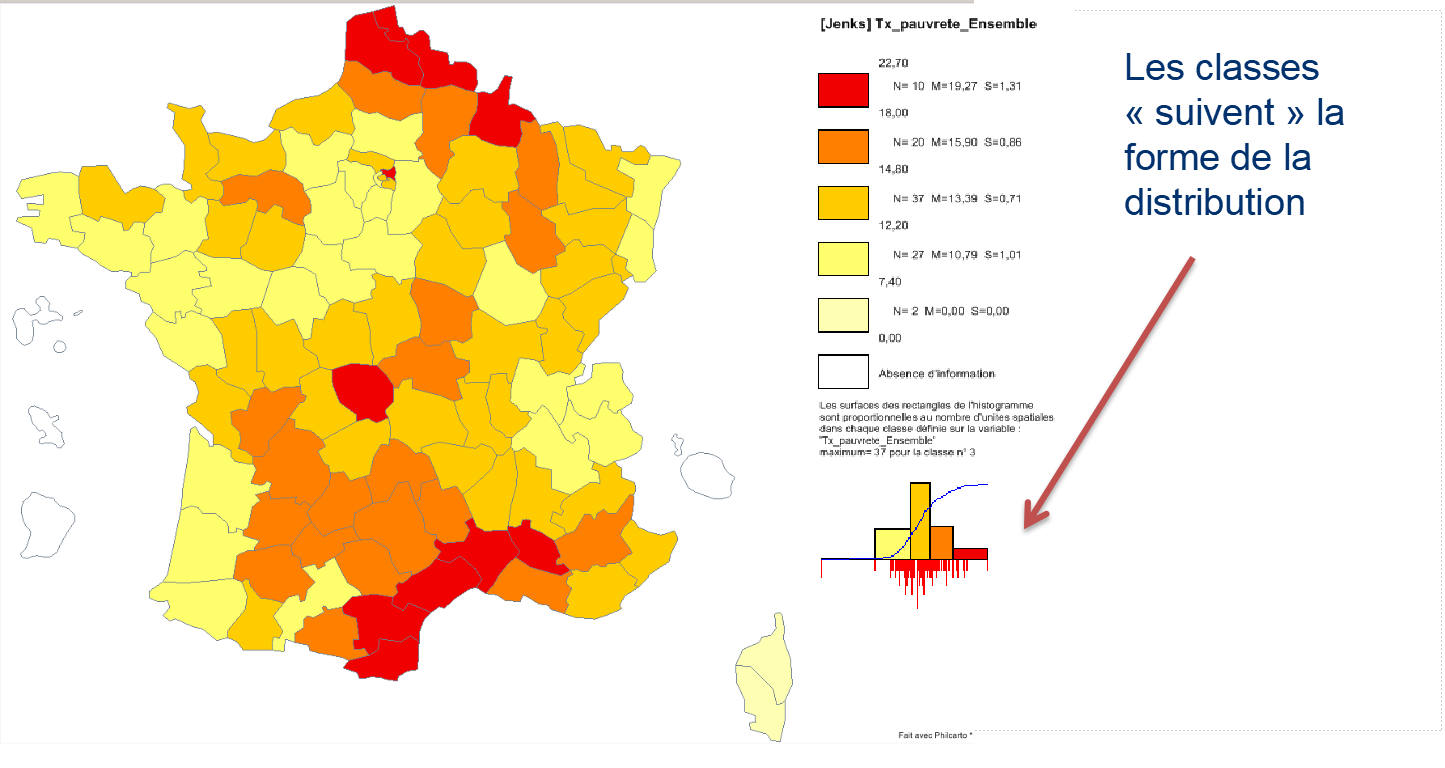 [Jenks] Tx_pauvrete_Ensemble
22,70
N= 10 M=19,27 S=1,31
18,00
N= 20 M=15,90 S=0,86
14,80
N= 37 M=13,39 S=0,71
12,20
N= 27 M=10,79 S=1,01
7,40
N= 2 M=0,00 S=0,00
0,00
Absence d'information
Les surfaces des rectangles de l'histogramme
sont proportionnelles au nombre d'unites spatiales
dans chaque classe définie sur la variable :
"Tx_pauvrete_Ensemble"
maximum= 37 pour la classe n° 3
Fait avec Philcarto *
Les classes
« suivent » la
forme de la
distribution